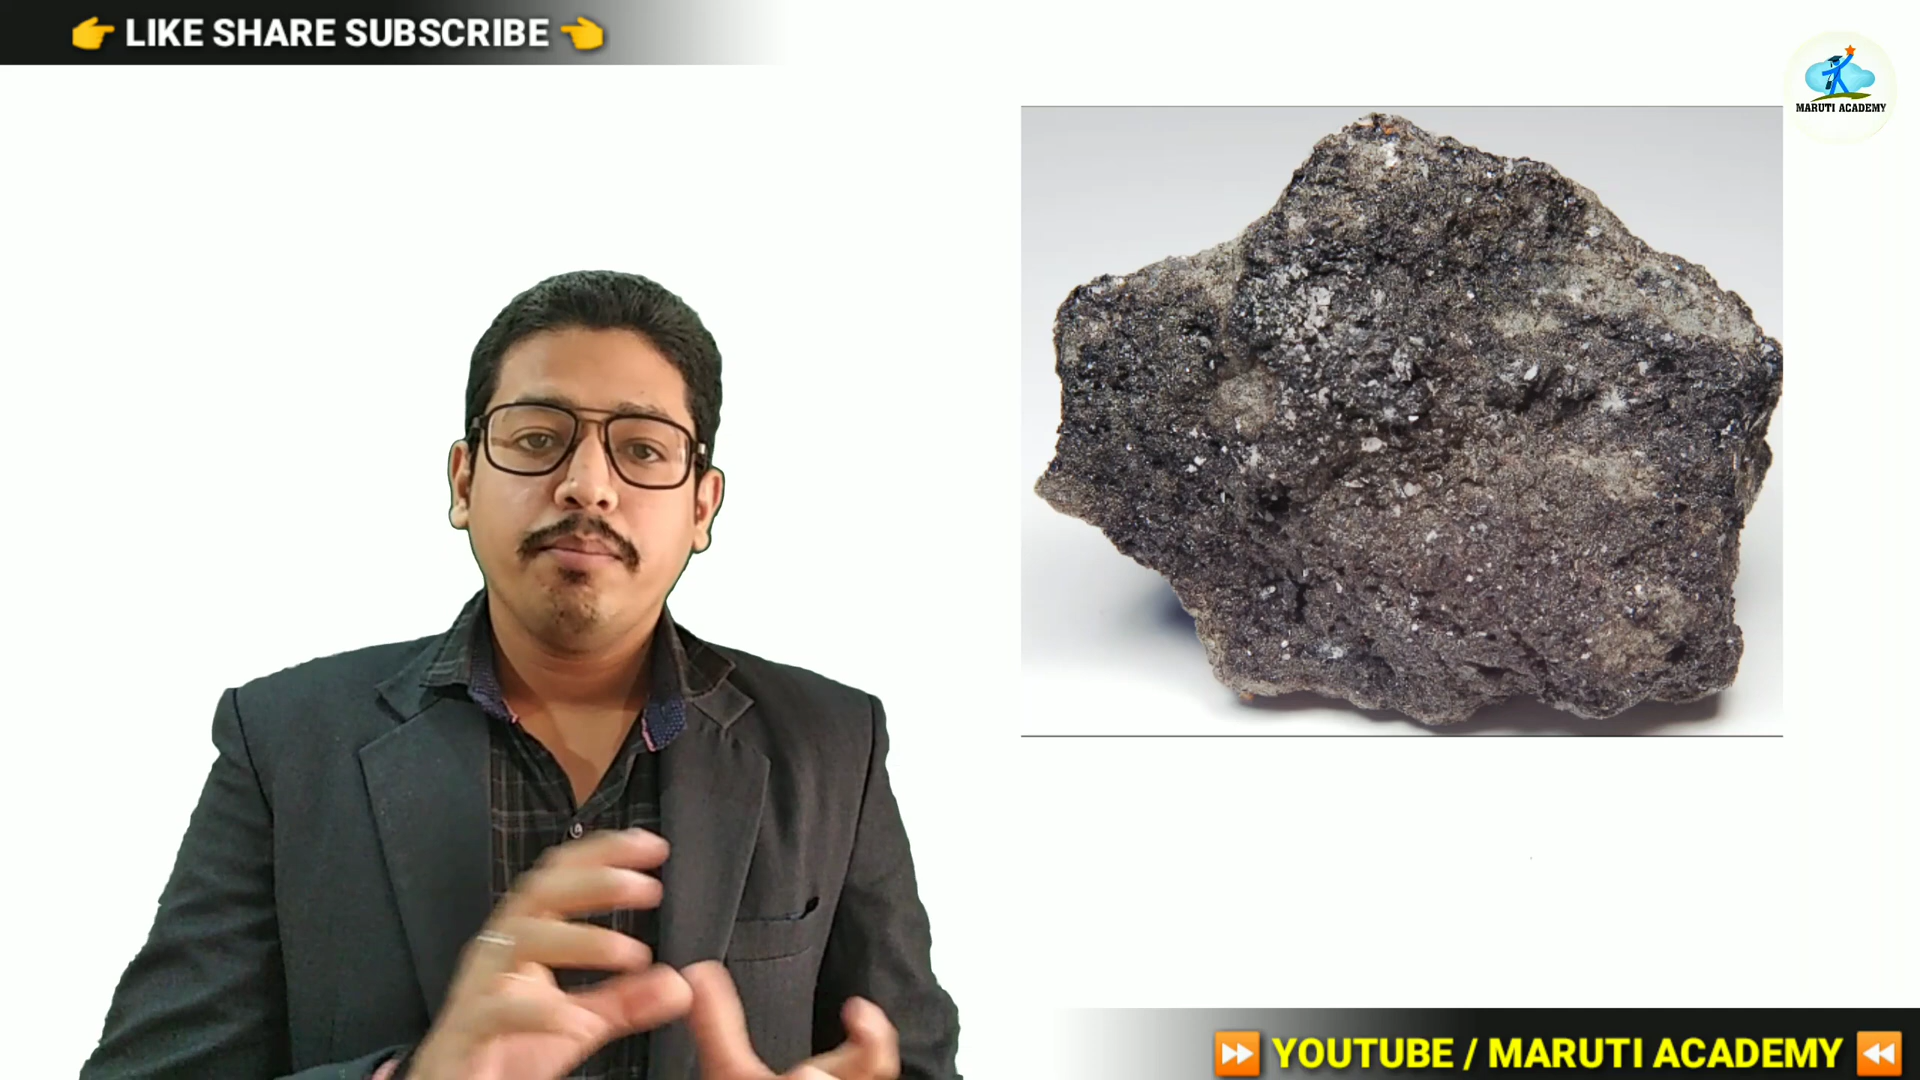 👉 LIKE SHARE SUBSCRIBE 👈
MARUTI ACADEMY
⏩ YOUTUBE / MARUTI ACADEMY ⏪